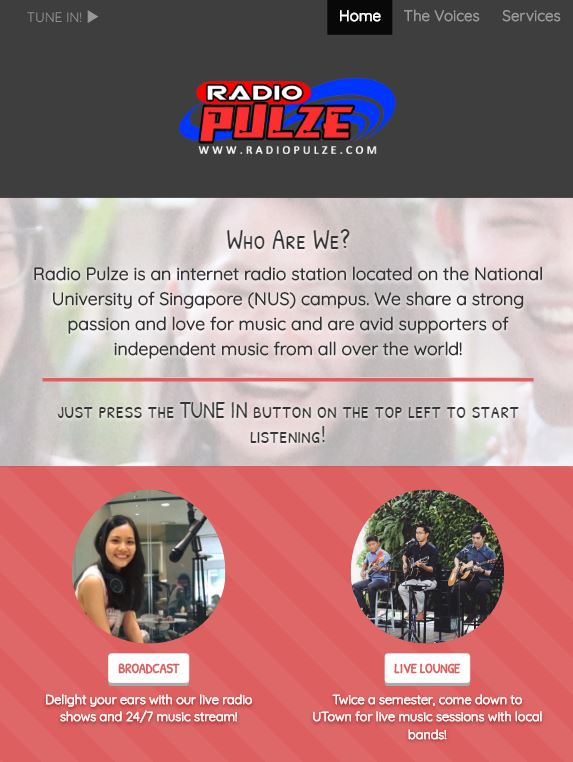 TUNE IN! ▶ Home The Voices Services
RADIO
PULZE
WWW.RADIOPULZE.COM
WHO ARE WE?
Radio Pulze is an internet radio station located on the National
University of Singapore (NUS) campus. We share a strong
passion and love for music and are avid supporters of
independent music from all over the world!
JUST PRESS THE TUNE IN BUTTON ON THE TOP LEFT TO START
LISTENING!
BROADCAST
Delight your ears with our live radio
shows and 24/7 music stream!
LIVE LOUNGE
Twice a semester, come down to
UTown for live music sessions with local
bands!